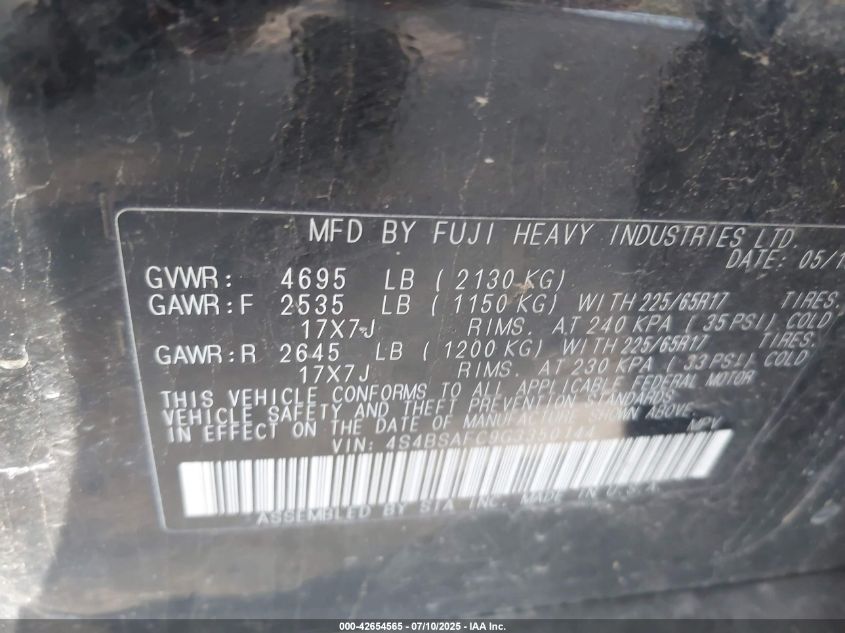 MFD BY FUJI HEAVY INDUSTRIES LTD.
DATE: 05/1
GVWR: 4695 LB ( 2130 KG)
GAWR:F 2535 LB ( 1150 KG) WITH 225/65R17 TIRES.
17X7J RIMS. AT 240 KPA ( 35 PSI) COLD
GAWR:R 2645 LB ( 1200 KG) WITH 225/65R17 TIRES.
17X7J RIMS. AT 230 KPA ( 33 PSI) COLD
THIS VEHICLE CONFORMS TO ALL APPLICABLE FEDERAL MOTOR
VEHICLE SAFETY AND THEFT PREVENTION STANDARDS
IN EFFECT ON THE DATE OF MANUFACTURE SHOWN ABOVE.
VIN: MPV
ASSEMBLED BY SIA INC. MADE IN U.S.A
000-42654565 - 07/10/2025 - IAA Inc.